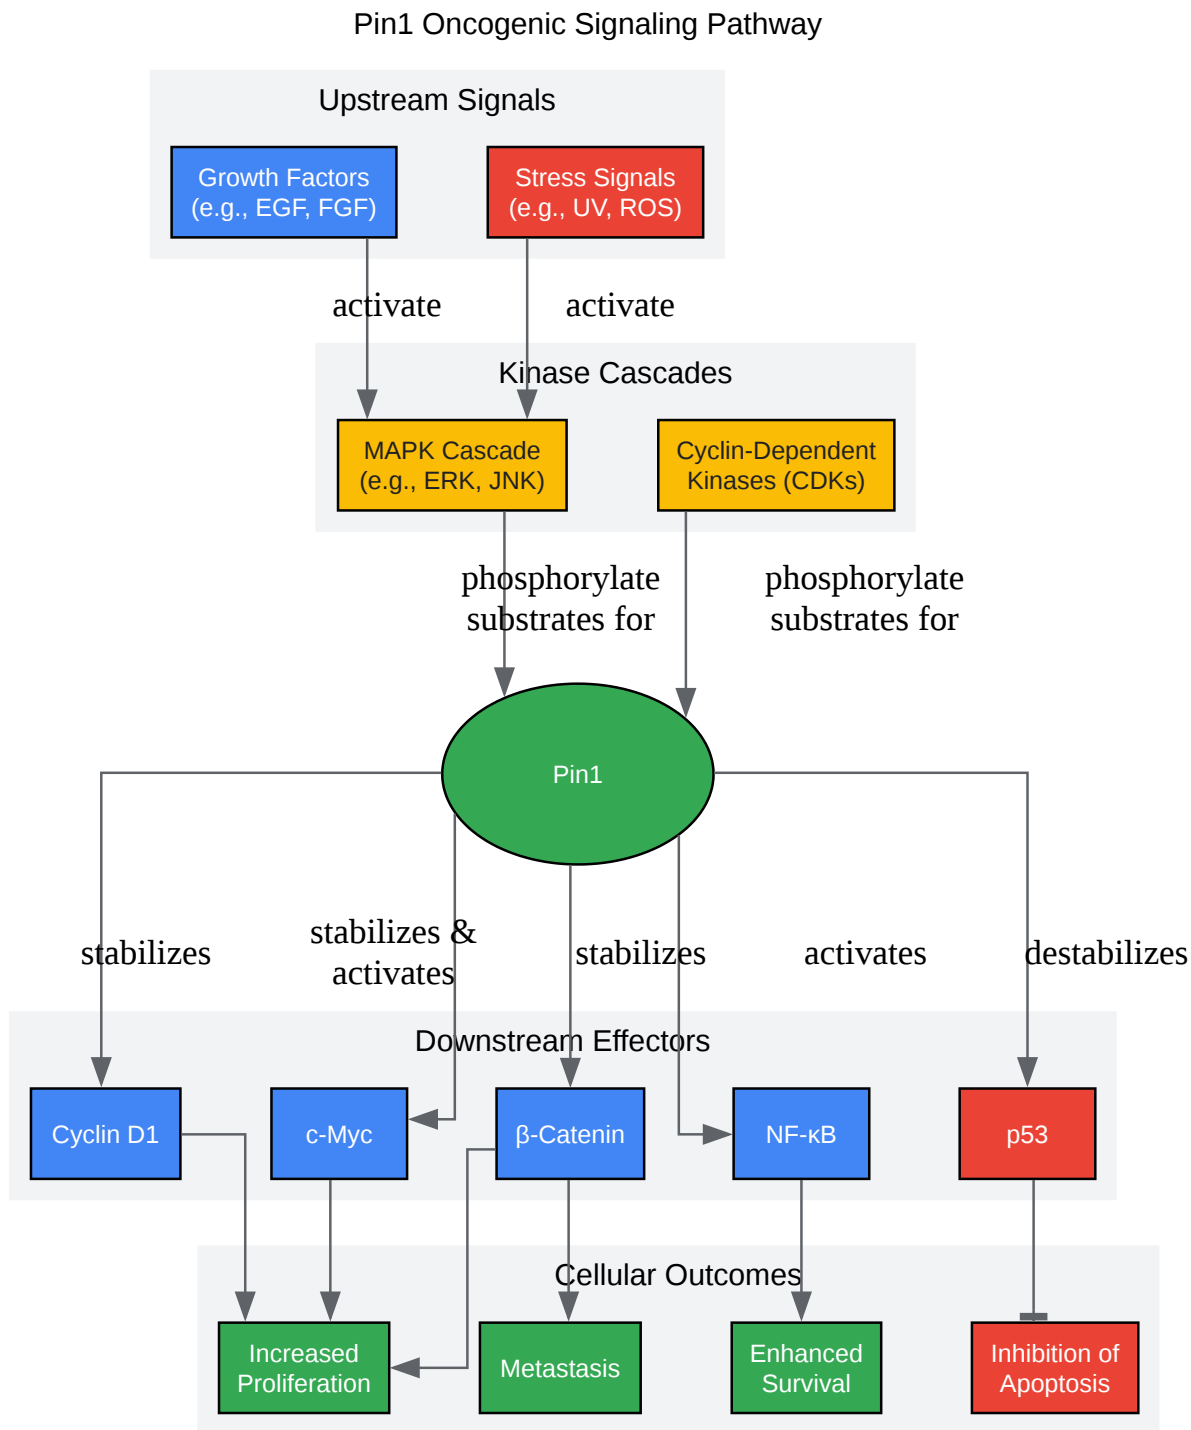 Pin1 Oncogenic Signaling Pathway
Upstream Signals
Growth Factors
(e.g., EGF, FGF)
Stress Signals
(e.g., UV, ROS)
activate
activate
Kinase Cascades
MAPK Cascade
(e.g., ERK, JNK)
Cyclin-Dependent
Kinases (CDKs)
phosphorylate
substrates for
phosphorylate
substrates for
Pin1
stabilizes
stabilizes &
activates
stabilizes
activates
destabilizes
Downstream Effectors
Cyclin D1
c-Myc
β-Catenin
NF-κB
p53
Cellular Outcomes
Increased
Proliferation
Metastasis
Enhanced
Survival
Inhibition of
Apoptosis